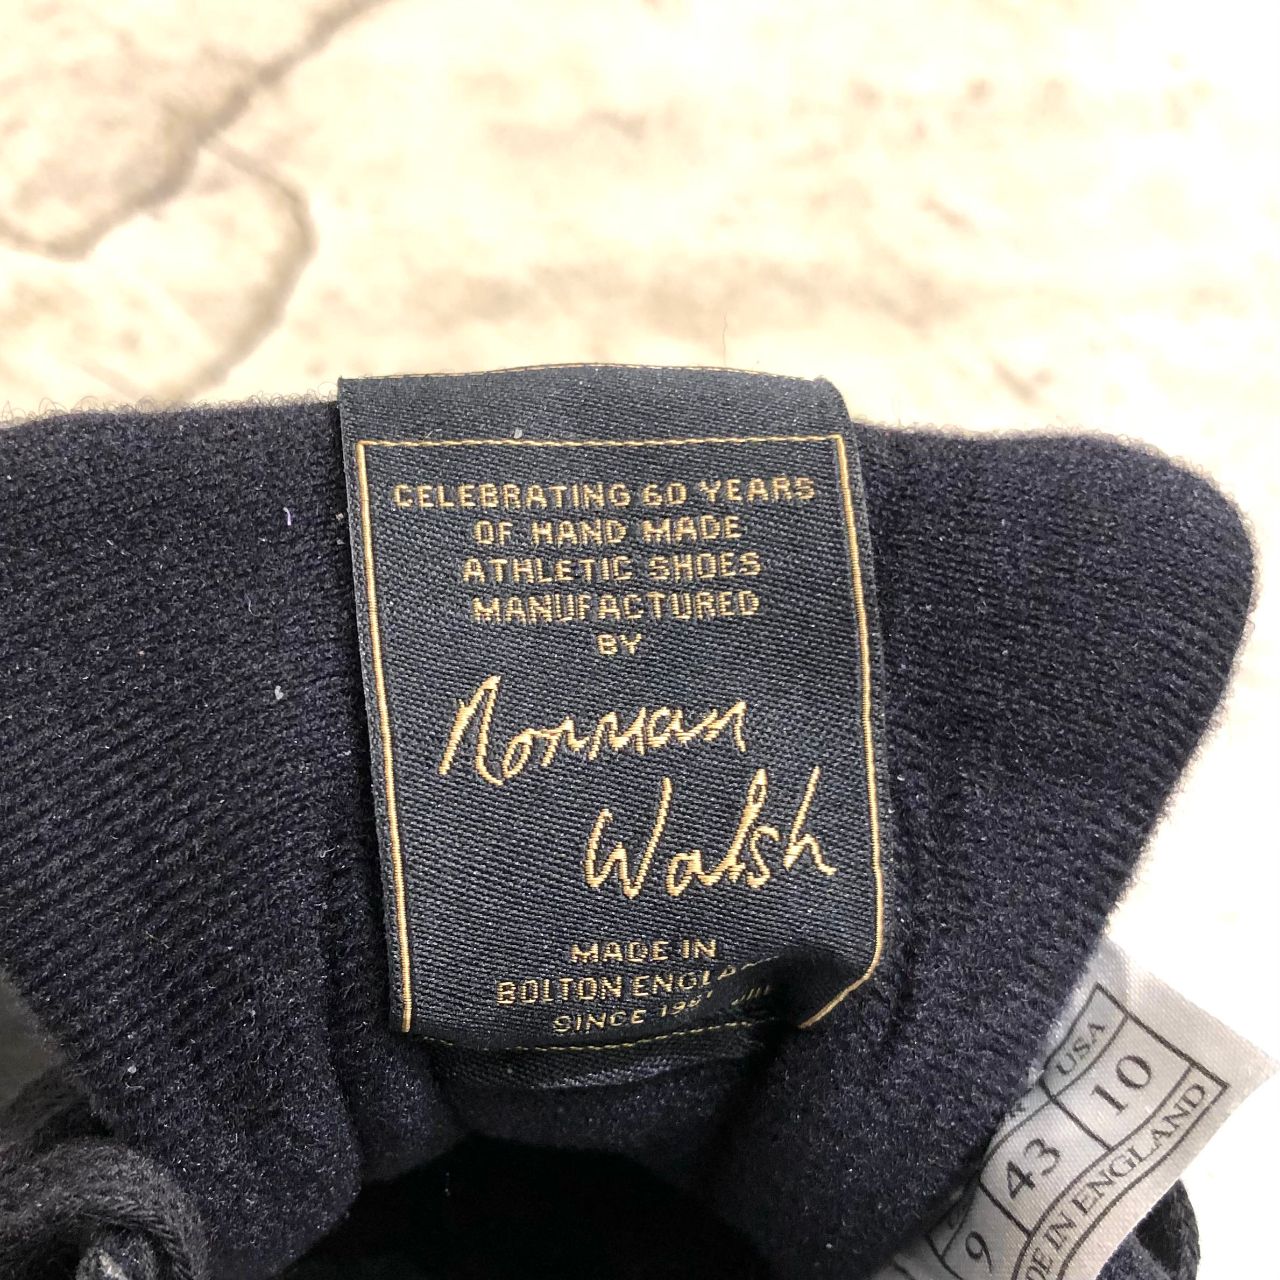 CELEBRATING 60 YEARS
OF HAND MADE
ATHLETIC SHOES
MANUFACTURED
BY
Norman
Walsh
MADE IN
BOLTON
SINCE
USA
43 10
9
IN ENGLAND